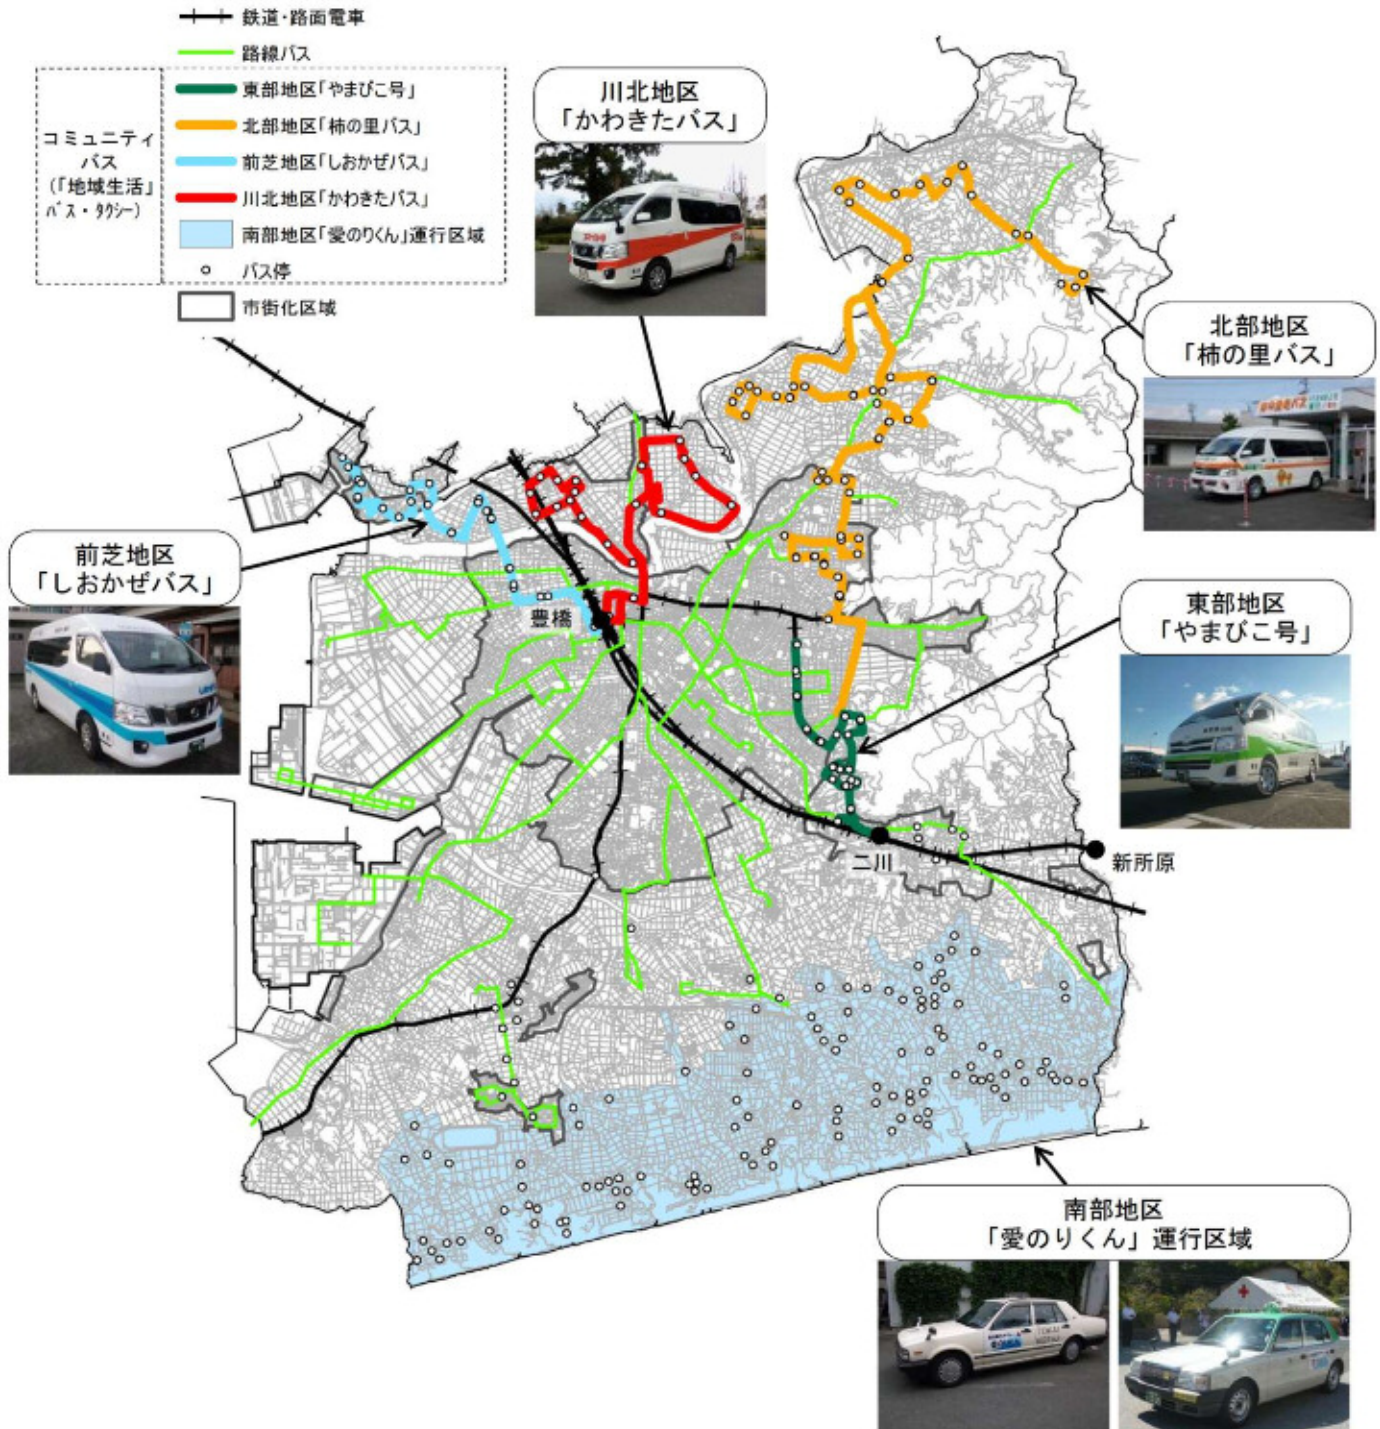 鉄道・路面電車
路線バス
コミュニティ
バス
(「地域生活」
バス・タクシー)
東部地区「やまびこ号」
北部地区「柿の里バス」
前芝地区「しおかぜバス」
川北地区「かわきたバス」
南部地区「愛のりくん」運行区域
バス停
市街化区域
川北地区
「かわきたバス」
北部地区
「柿の里バス」
前芝地区
「しおかぜバス」
豊橋
東部地区
「やまびこ号」
二川
新所原
南部地区
「愛のりくん」運行区域